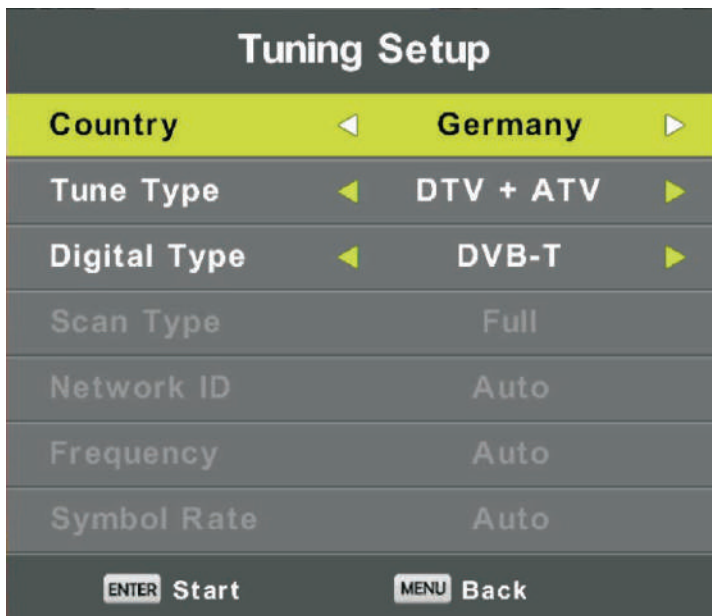 Tuning Setup
Country Germany
Tune Type DTV + ATV
Digital Type DVB-T
Scan Type Full
Network ID Auto
Frequency Auto
Symbol Rate Auto
ENTER Start MENU Back